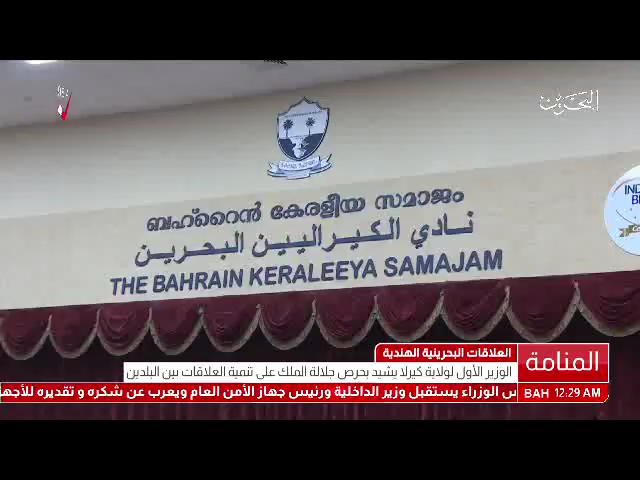 البحرين
ബഹ്റൈൻ കേരളീയ സമാജം
نادي الكيراليين البحرين
THE BAHRAIN KERALEEYA SAMAJAM
العلاقات البحرينية الهندية
المنامة
الوزير الأول لولاية كيرلا يشيد بحرص جلالة الملك على تنمية العلاقات بين البلدين
س الوزراء يستقبل وزير الداخلية ورئيس جهاز الأمن العام ويعرب عن شكره و تقديره للأجه
BAH 12:29 AM